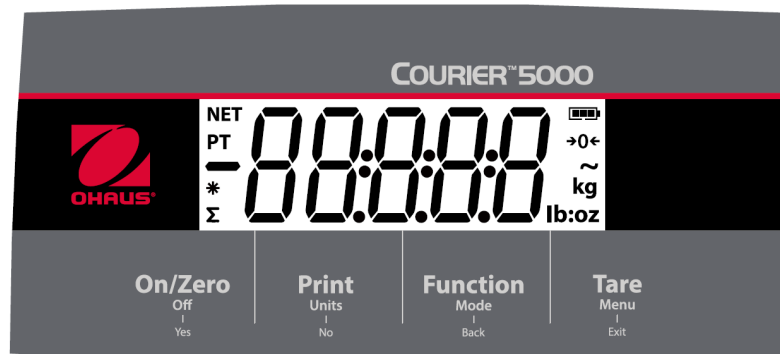 COURIER™5000
NET
PT
*
Σ
88:8:8:8
→0←
~
kg
lb:oz
OHAUS®
On/Zero
Off
Yes
Print
Units
No
Function
Mode
Back
Tare
Menu
Exit